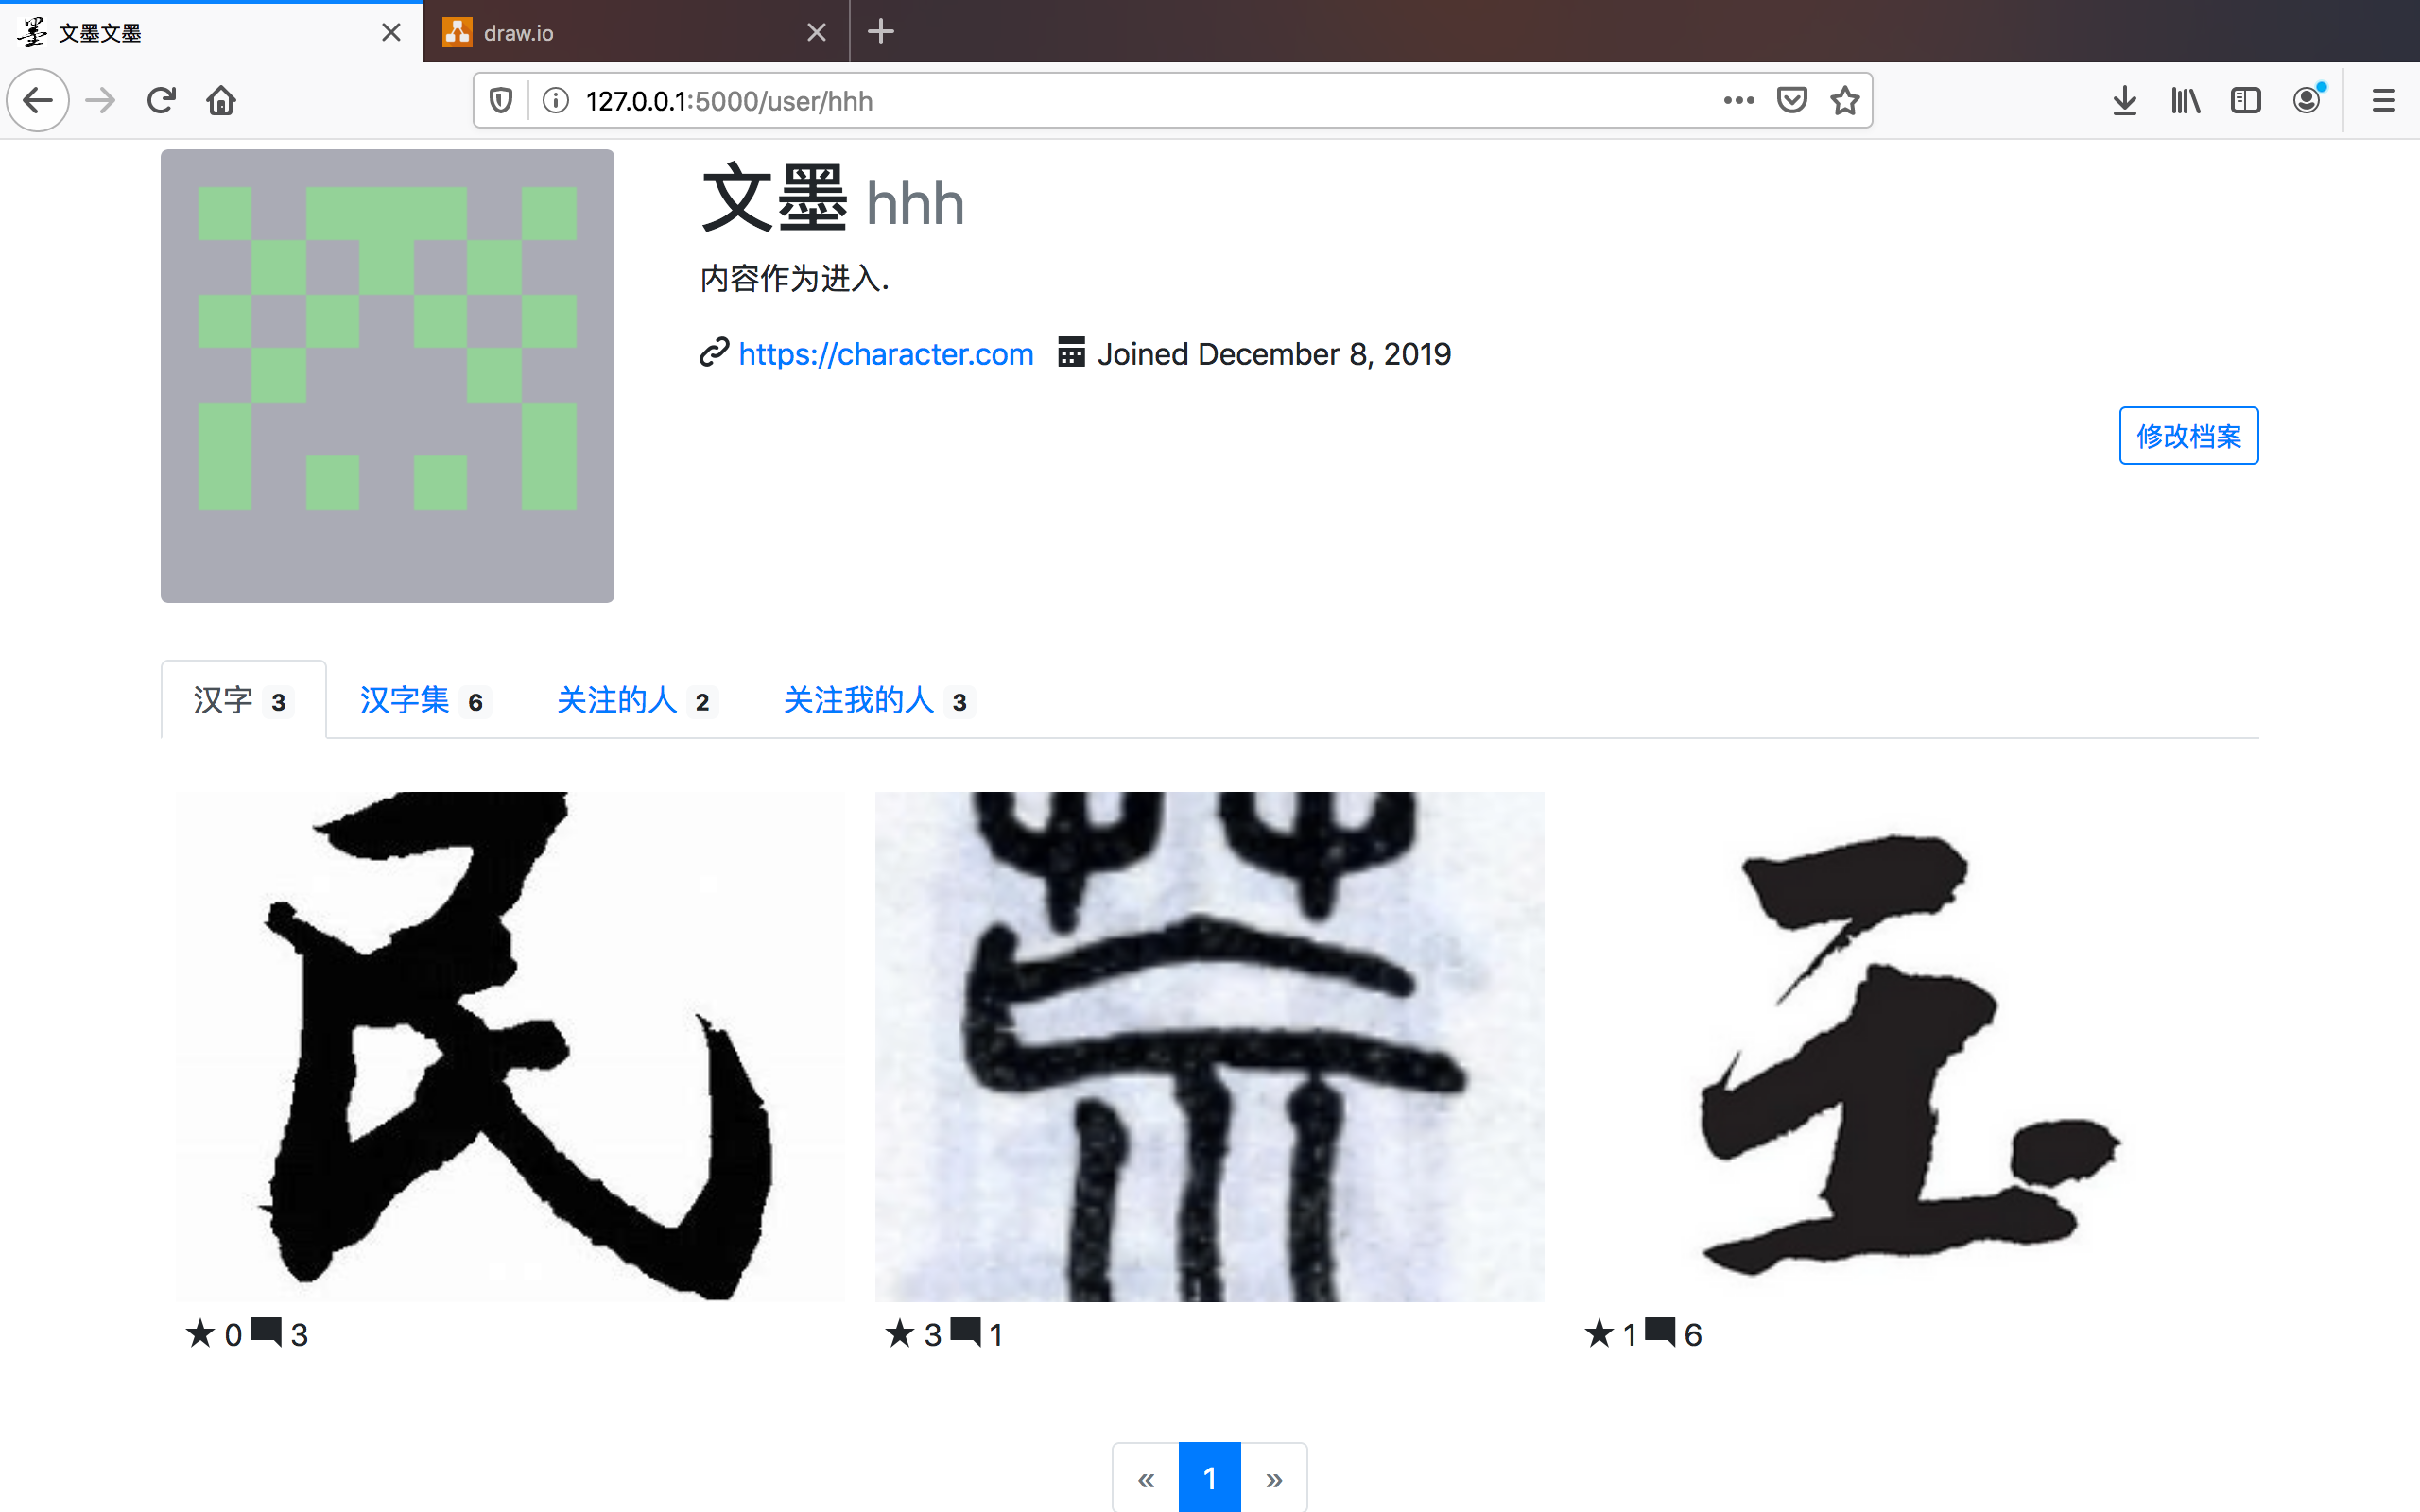 文墨文墨
draw.io
127.0.0.1:5000/user/hhh
文墨 hhh
内容作为进入.
https://character.com Joined December 8, 2019
修改档案
汉字 3 汉字集 6 关注的人 2 关注我的人 3
民
玉
★ 0 3
★ 3 1
★ 1 6
« 1 »